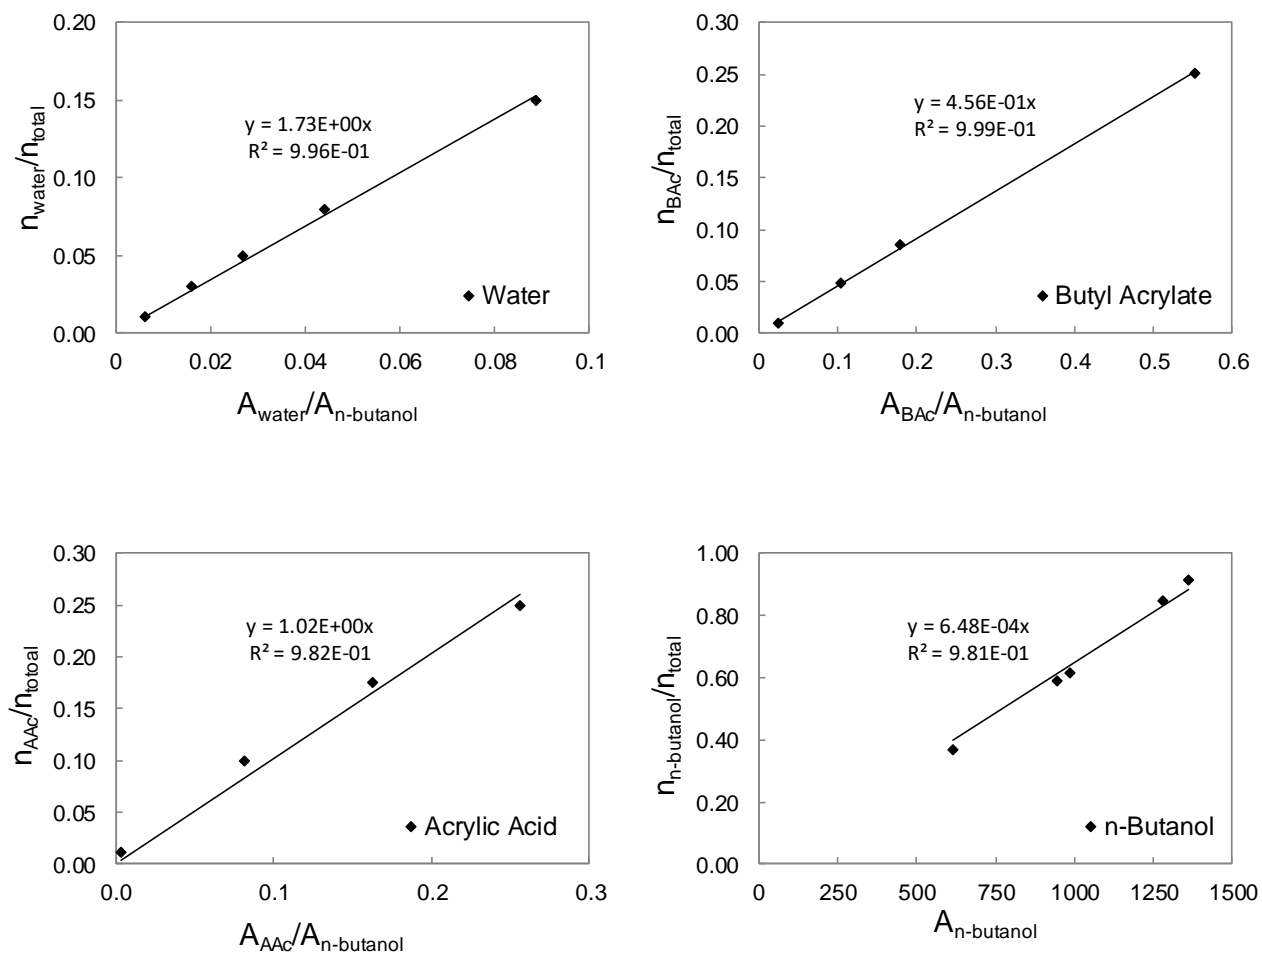 0.20
0.15
0.10
0.05
0.00
n_water/n_total
y = 1.73E+00x
R² = 9.96E-01
Water
0 0.02 0.04 0.06 0.08 0.1
A_water/A_n-butanol
0.30
0.25
0.20
0.15
0.10
0.05
0.00
n_BAc/n_total
y = 4.56E-01x
R² = 9.99E-01
Butyl Acrylate
0 0.1 0.2 0.3 0.4 0.5 0.6
A_BAc/A_n-butanol
0.30
0.25
0.20
0.15
0.10
0.05
0.00
n_AAc/n_totoal
y = 1.02E+00x
R² = 9.82E-01
Acrylic Acid
0.0 0.1 0.2 0.3
A_AAc/A_n-butanol
1.00
0.80
0.60
0.40
0.20
0.00
n_n-butanol/n_total
y = 6.48E-04x
R² = 9.81E-01
n-Butanol
0 250 500 750 1000 1250 1500
A_n-butanol